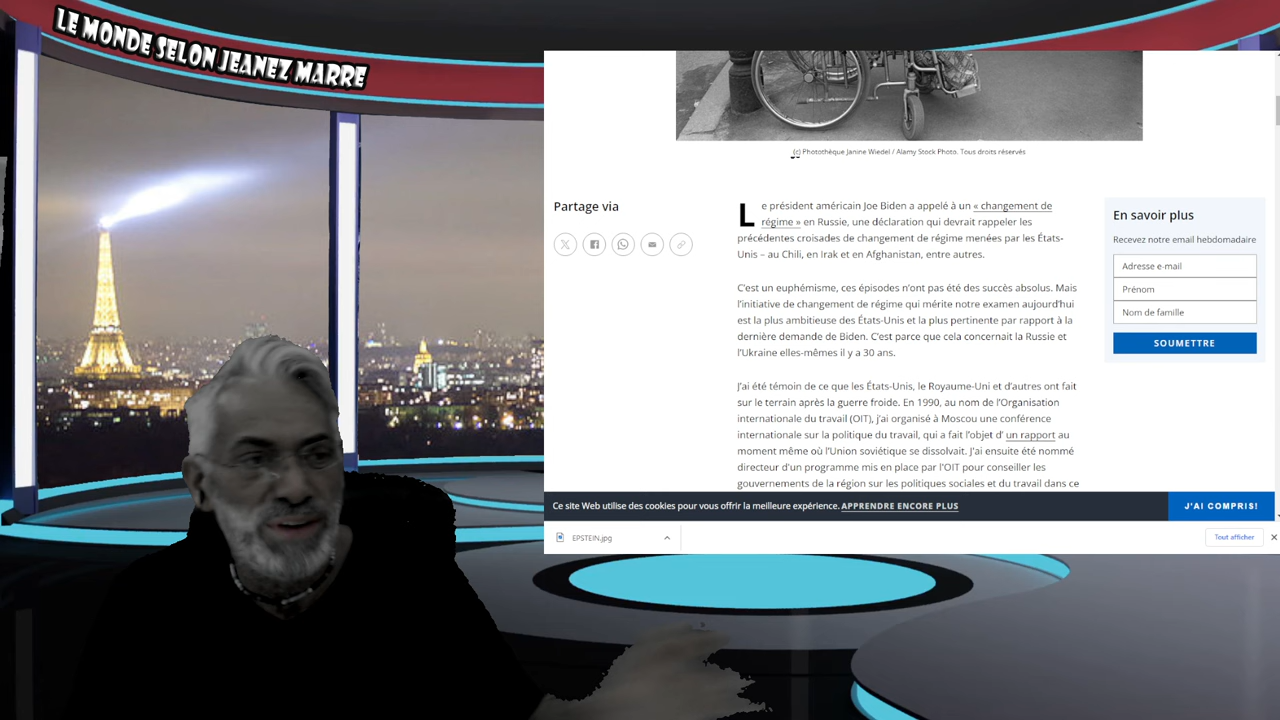 LE MONDE SELON JEANEZ MARRE
(c) Photothèque Janine Wiedel / Alamy Stock Photo. Tous droits réservés
Partage via
Le président américain Joe Biden a appelé à un « changement de
régime » en Russie, une déclaration qui devrait rappeler les
précédentes croisades de changement de régime menées par les États-
Unis – au Chili, en Irak et en Afghanistan, entre autres.
C'est un euphémisme, ces épisodes n'ont pas été des succès absolus. Mais
l'initiative de changement de régime qui mérite notre examen aujourd'hui
est la plus ambitieuse des États-Unis et la plus pertinente par rapport à la
dernière demande de Biden. C'est parce que cela concernait la Russie et
l'Ukraine elles-mêmes il y a 30 ans.
J'ai été témoin de ce que les États-Unis, le Royaume-Uni et d'autres ont fait
sur le terrain après la guerre froide. En 1990, au nom de l'Organisation
internationale du travail (OIT), j'ai organisé à Moscou une conférence
internationale sur la politique du travail, qui a fait l'objet d' un rapport au
moment même où l'Union soviétique se dissolvait. J'ai ensuite été nommé
directeur d'un programme mis en place par l'OIT pour conseiller les
gouvernements de la région sur les politiques sociales et du travail dans ce
En savoir plus
Recevez notre email hebdomadaire
Adresse e-mail
Prénom
Nom de famille
SOUMETTRE
Ce site Web utilise des cookies pour vous offrir la meilleure expérience. APPRENDRE ENCORE PLUS
J'AI COMPRIS!
EPSTEIN.jpg
Tout afficher